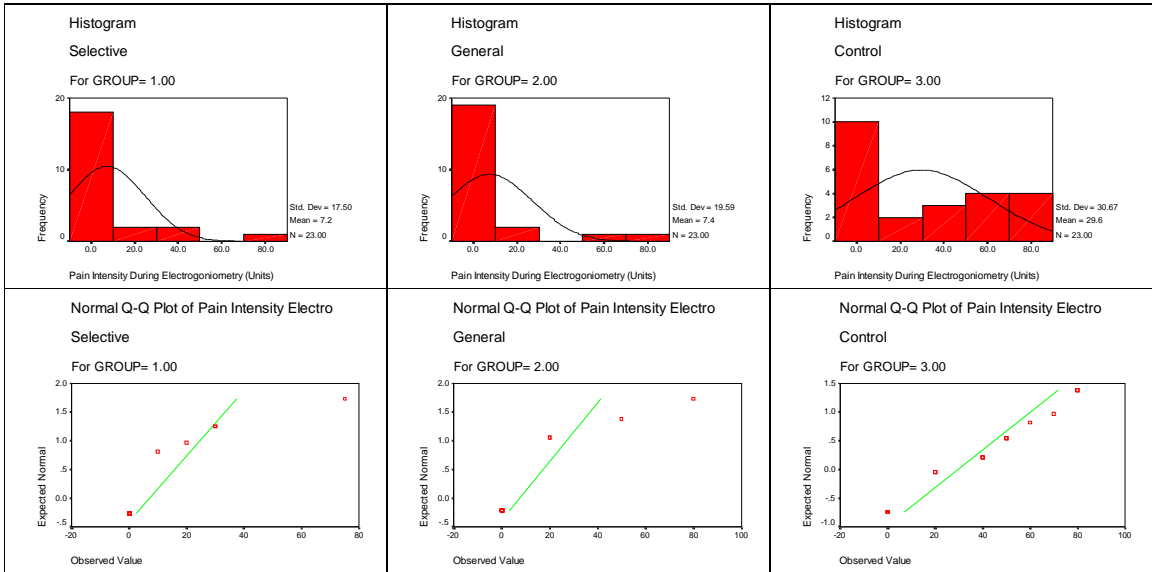 Histogram
Selective
For GROUP= 1.00
20
10
0
Frequency
0.0 20.0 40.0 60.0 80.0
Std. Dev = 17.50
Mean = 7.2
N = 23.00
Pain Intensity During Electrogoniometry (Units)
Histogram
General
For GROUP= 2.00
20
10
0
Frequency
0.0 20.0 40.0 60.0 80.0
Std. Dev = 19.59
Mean = 7.4
N = 23.00
Pain Intensity During Electrogoniometry (Units)
Histogram
Control
For GROUP= 3.00
12
10
8
6
4
2
0
Frequency
0.0 20.0 40.0 60.0 80.0
Std. Dev = 30.67
Mean = 29.6
N = 23.00
Pain Intensity During Electrogoniometry (Units)
Normal Q-Q Plot of Pain Intensity Electro
Selective
For GROUP= 1.00
2.0
1.5
1.0
.5
0.0
-.5
Expected Normal
-20 0 20 40 60 80
Observed Value
Normal Q-Q Plot of Pain Intensity Electro
General
For GROUP= 2.00
2.0
1.5
1.0
.5
0.0
-.5
Expected Normal
-20 0 20 40 60 80 100
Observed Value
Normal Q-Q Plot of Pain Intensity Electro
Control
For GROUP= 3.00
1.5
1.0
.5
0.0
-.5
-1.0
Expected Normal
-20 0 20 40 60 80 100
Observed Value